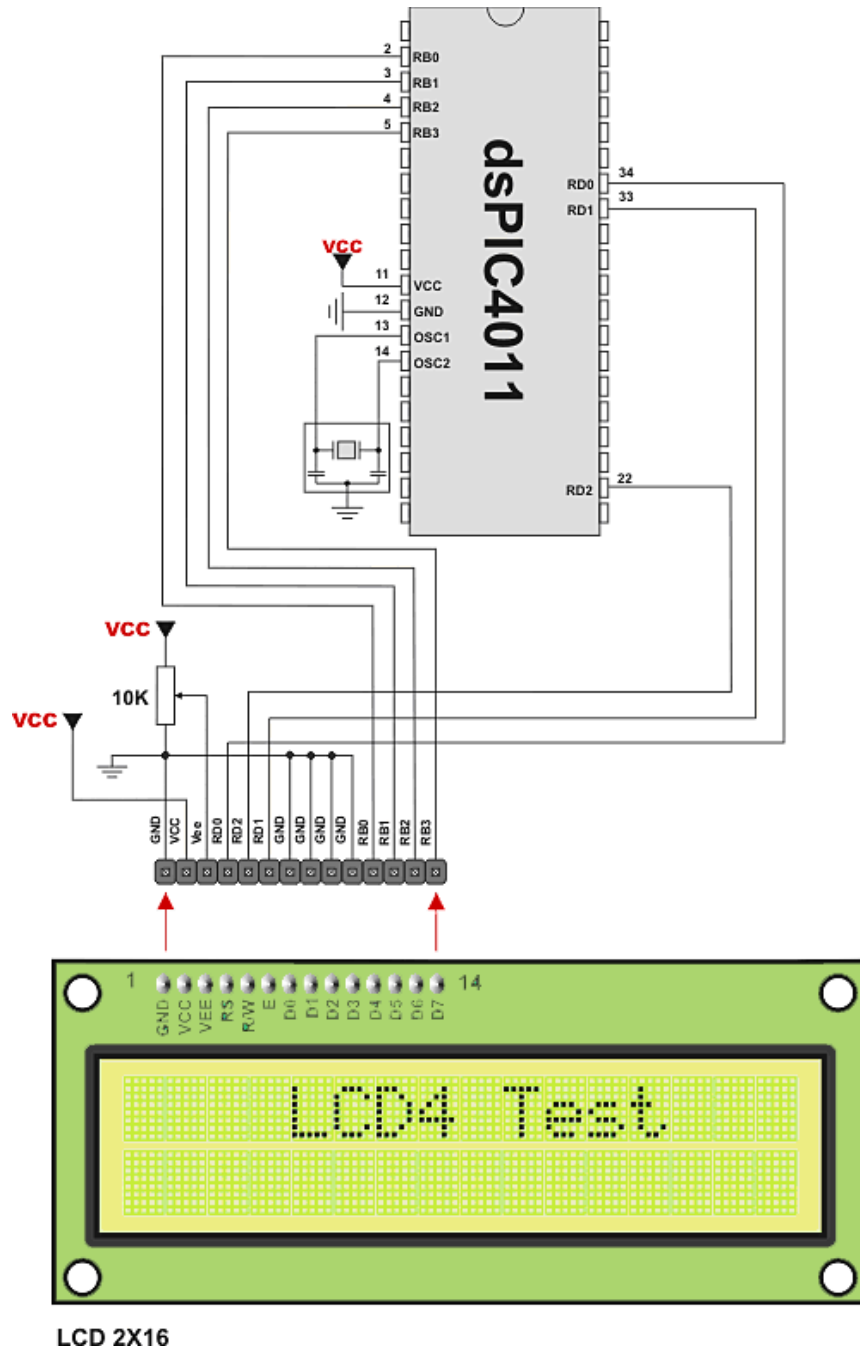 2 RB0
3 RB1
4 RB2
5 RB3
dsPIC4011
34 RD0
33 RD1
VCC
11 VCC
12 GND
13 OSC1
14 OSC2
22 RD2
VCC
10K
VCC
GND VCC Vee RD0 RD2 RD1 GND GND GND GND RB0 RB1 RB2 RB3
1 14
GND VCC VEE RS R/W E D0 D1 D2 D3 D4 D5 D6 D7
LCD4 Test
LCD 2X16